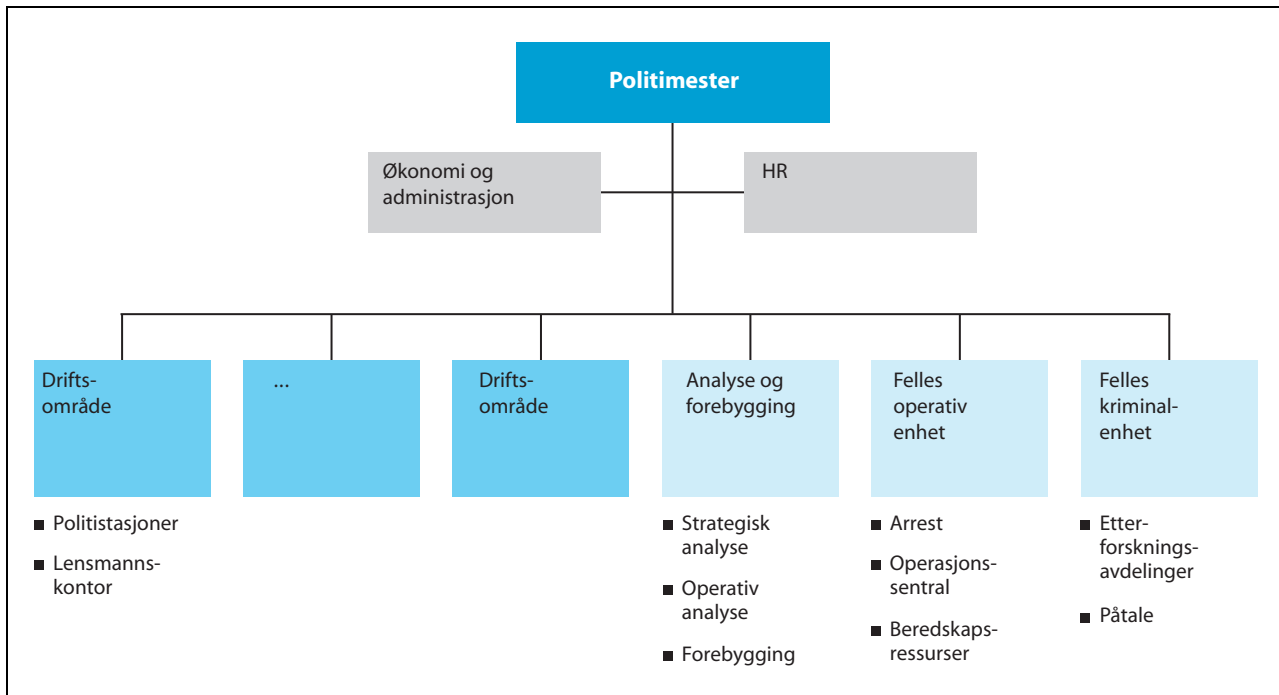 Politimester
Økonomi og
administrasjon
HR
Drifts-
område
...
Drifts-
område
Analyse og
forebygging
Felles
operativ
enhet
Felles
kriminal-
enhet
■ Politistasjoner
■ Lensmanns-
kontor
■ Strategisk
analyse
■ Operativ
analyse
■ Forebygging
■ Arrest
■ Operasjons-
sentral
■ Beredskaps-
ressurser
■ Etter-
forsknings-
avdelinger
■ Påtale